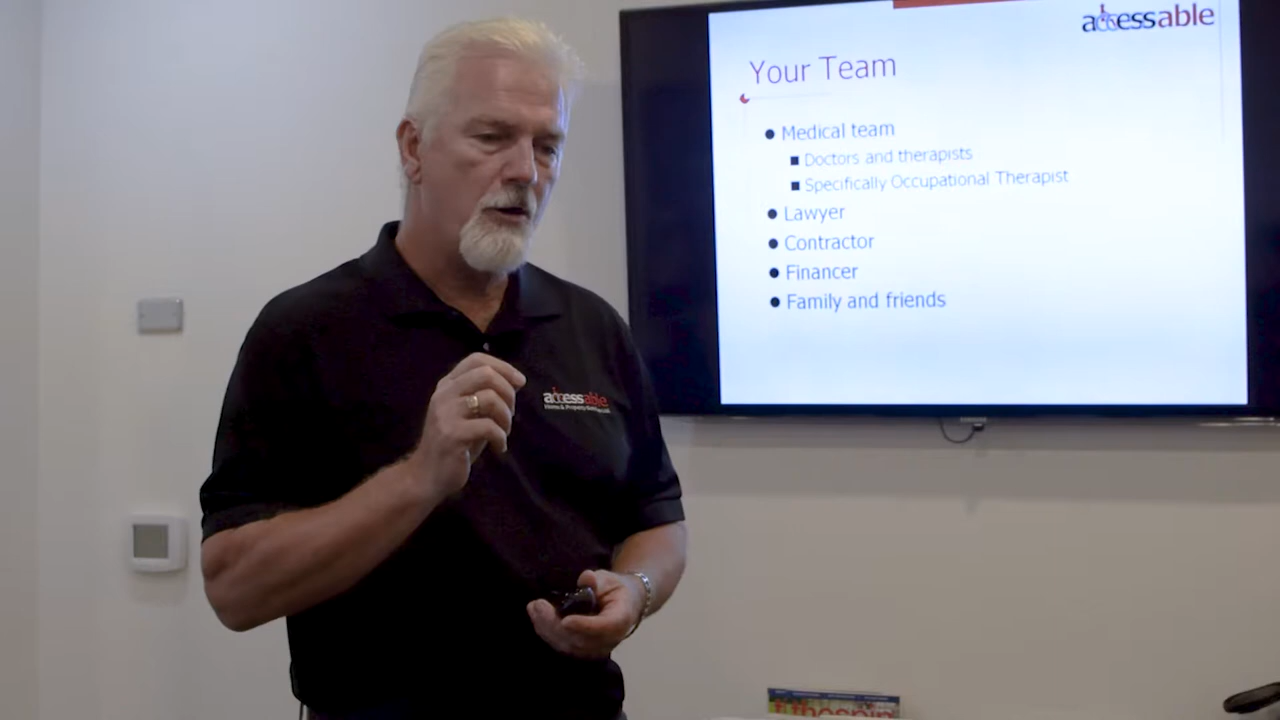 accessable
Your Team
Medical team
Doctors and therapists
Specifically Occupational Therapist
Lawyer
Contractor
Financer
Family and friends
accessable